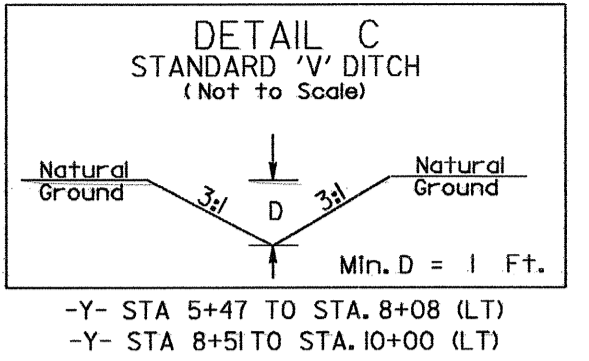 DETAIL C
STANDARD 'V' DITCH
(Not to Scale)
Natural Ground
3:1
D
3:1
Natural Ground
Min. D = 1 Ft.
-Y- STA 5+47 TO STA. 8+08 (LT)
-Y- STA 8+51 TO STA. 10+00 (LT)